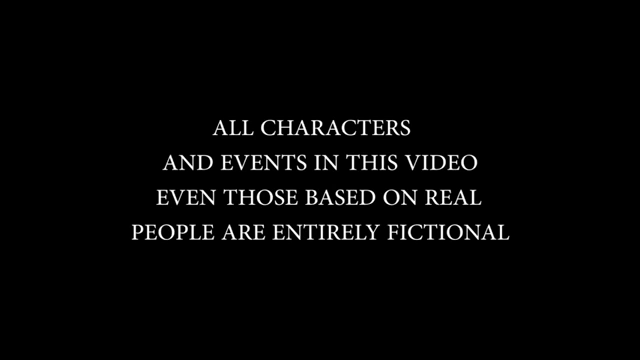 ALL CHARACTERS
AND EVENTS IN THIS VIDEO
EVEN THOSE BASED ON REAL
PEOPLE ARE ENTIRELY FICTIONAL